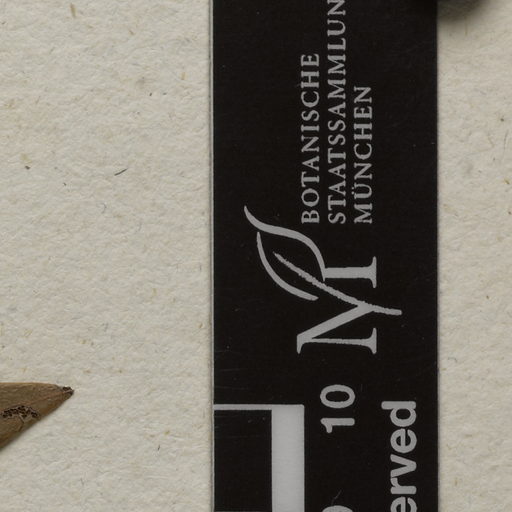 BOTANISCHE
STAATSSAMMLUN
MÜNCHEN
M
10
erved